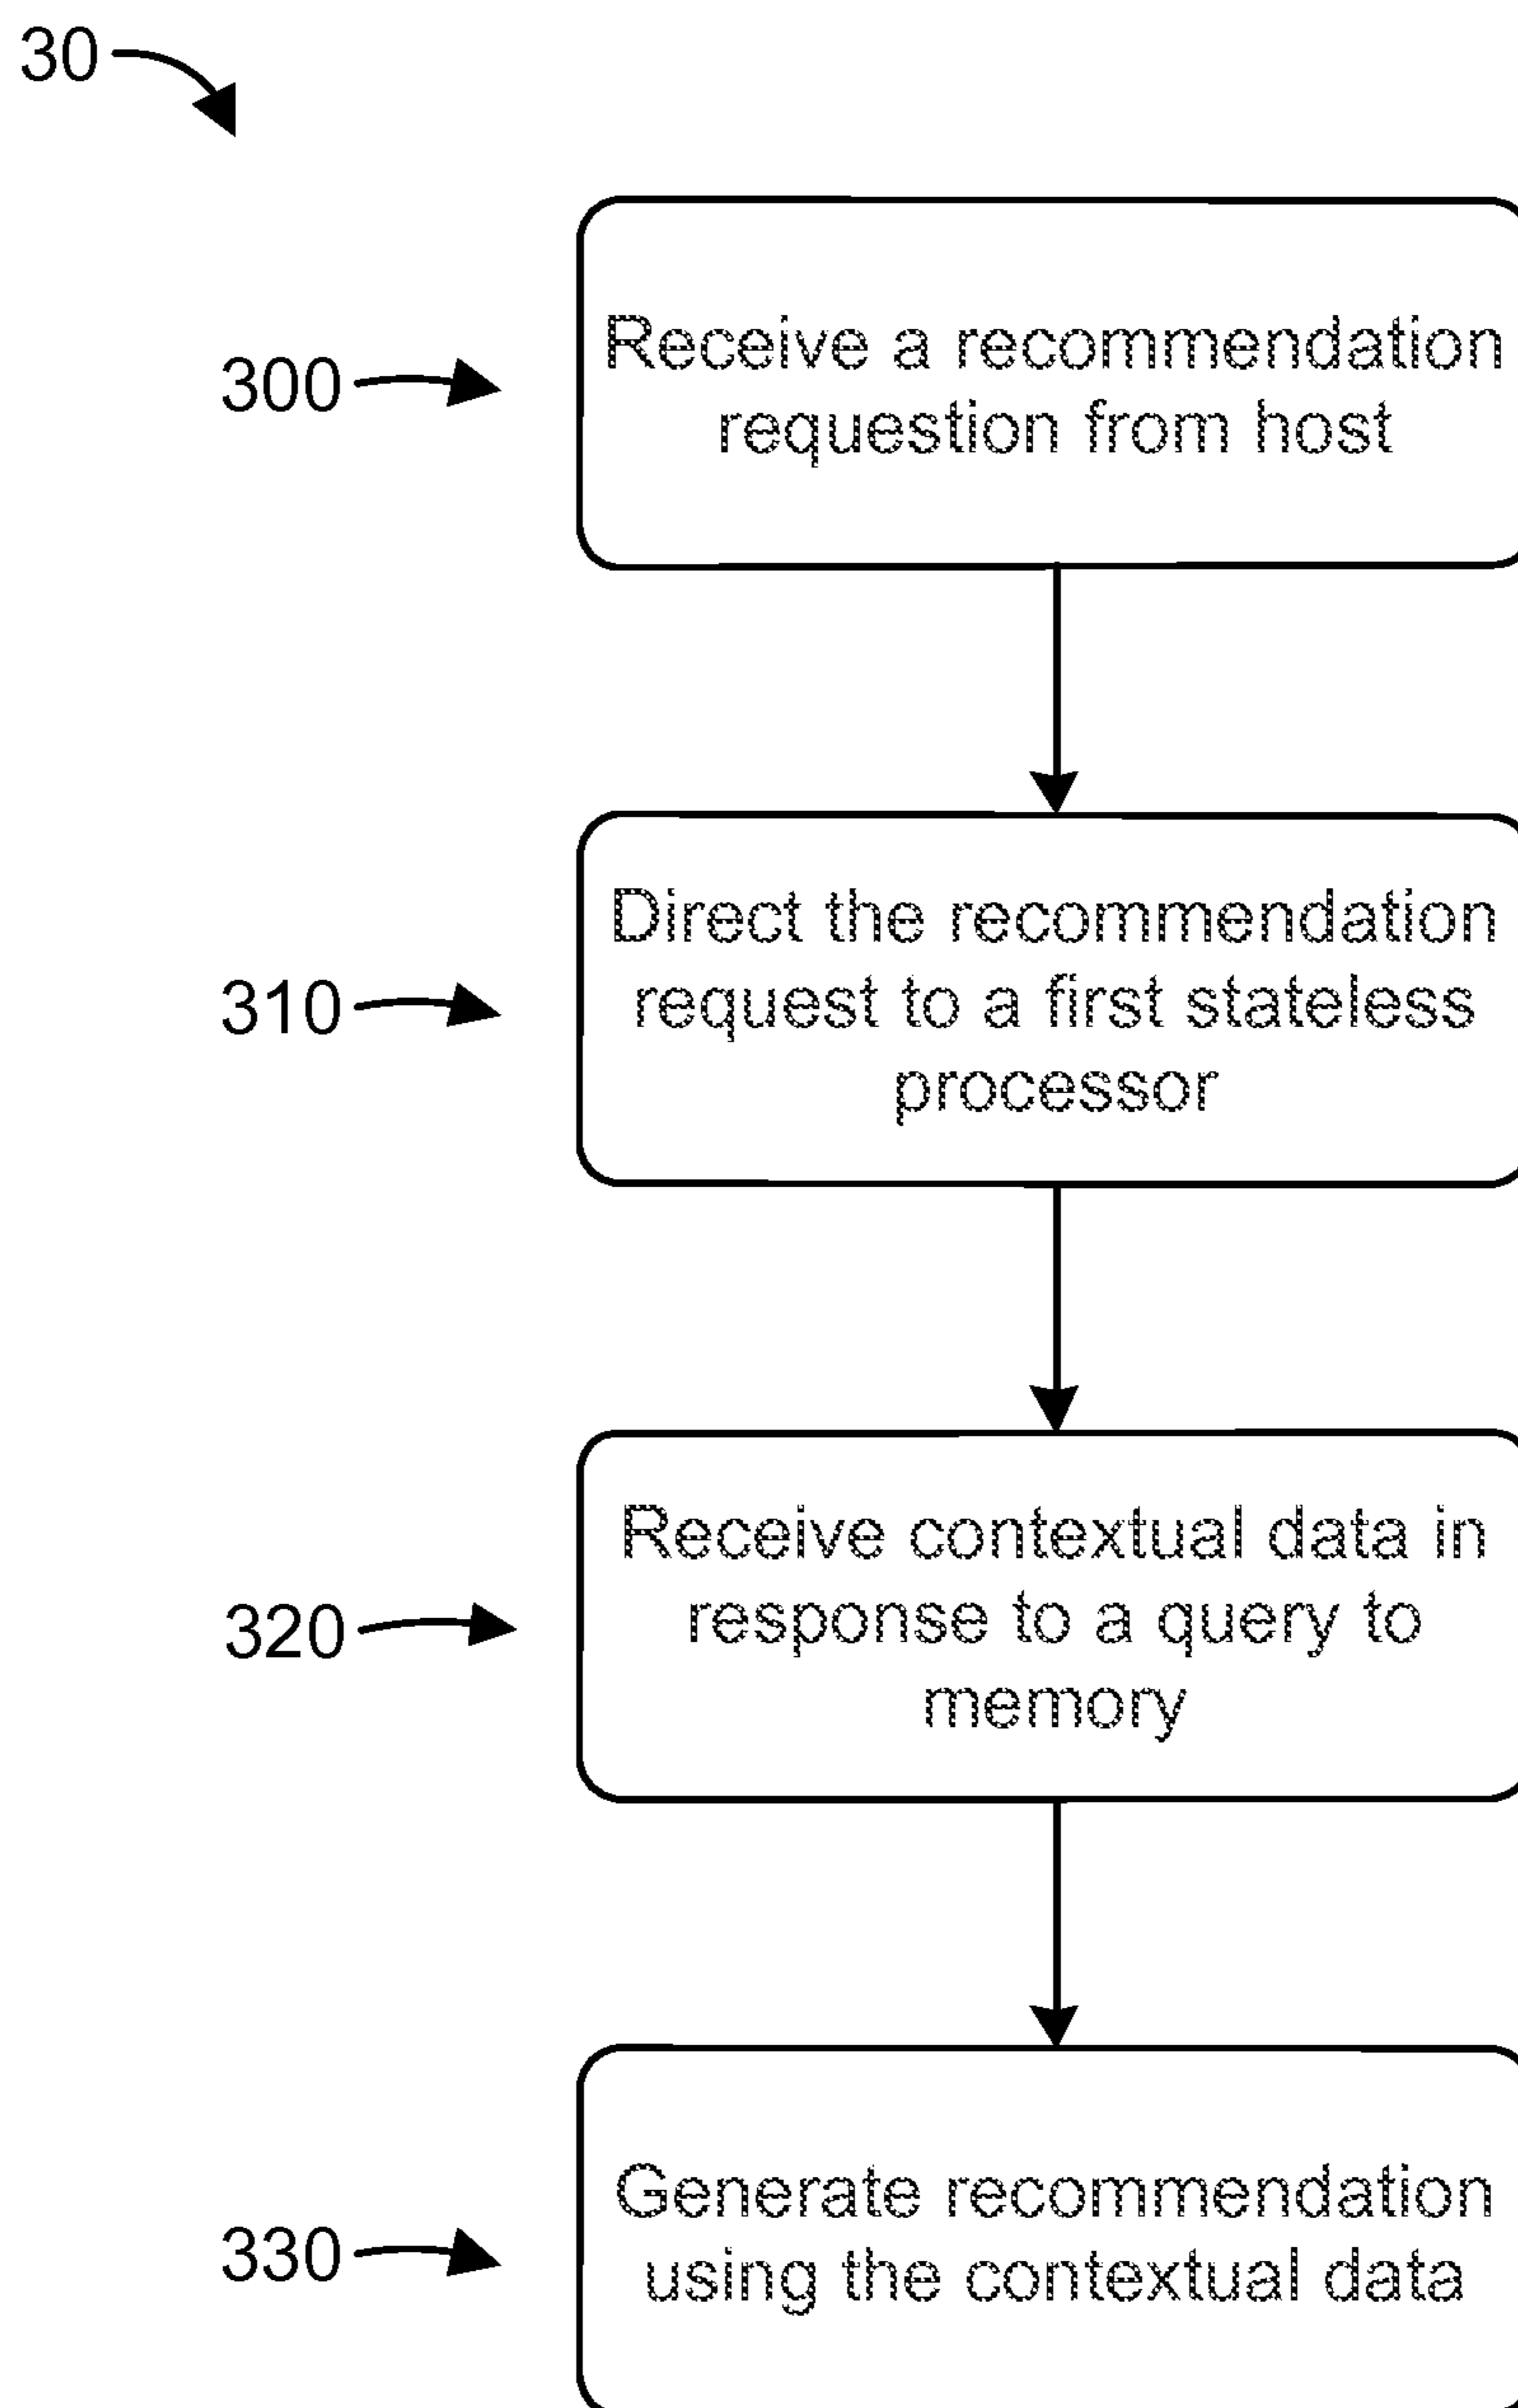 30
300
Receive a recommendation
requestion from host
310
Direct the recommendation
request to a first stateless
processor
320
Receive contextual data in
response to a query to
memory
330
Generate recommendation
using the contextual data